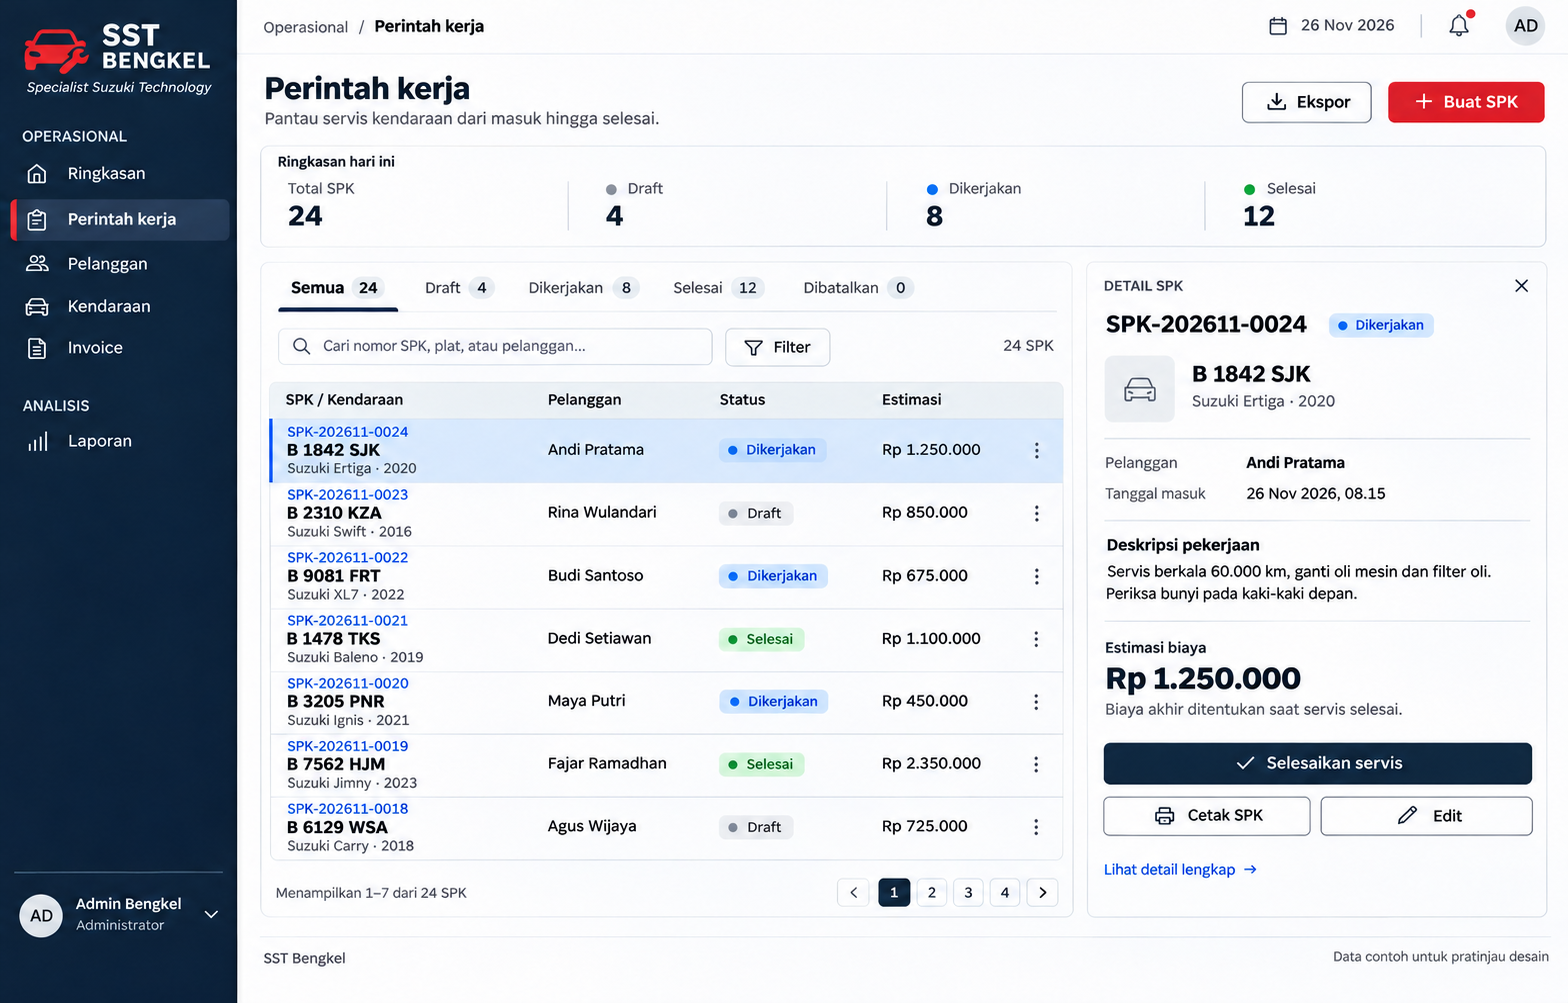 SST
BENGKEL
Specialist Suzuki Technology
OPERASIONAL
Ringkasan
Perintah kerja
Pelanggan
Kendaraan
Invoice
ANALISIS
Laporan
AD
Admin Bengkel
Administrator
Operasional / Perintah kerja
26 Nov 2026
AD
Perintah kerja
Pantau servis kendaraan dari masuk hingga selesai.
Ekspor
+ Buat SPK
Ringkasan hari ini
Total SPK
24
Draft
4
Dikerjakan
8
Selesai
12
Semua 24
Draft 4
Dikerjakan 8
Selesai 12
Dibatalkan 0
Cari nomor SPK, plat, atau pelanggan...
Filter
24 SPK
SPK / Kendaraan Pelanggan Status Estimasi
SPK-202611-0024
B 1842 SJK Andi Pratama Dikerjakan Rp 1.250.000
Suzuki Ertiga · 2020
SPK-202611-0023
B 2310 KZA Rina Wulandari Draft Rp 850.000
Suzuki Swift · 2016
SPK-202611-0022
B 9081 FRT Budi Santoso Dikerjakan Rp 675.000
Suzuki XL7 · 2022
SPK-202611-0021
B 1478 TKS Dedi Setiawan Selesai Rp 1.100.000
Suzuki Baleno · 2019
SPK-202611-0020
B 3205 PNR Maya Putri Dikerjakan Rp 450.000
Suzuki Ignis · 2021
SPK-202611-0019
B 7562 HJM Fajar Ramadhan Selesai Rp 2.350.000
Suzuki Jimny · 2023
SPK-202611-0018
B 6129 WSA Agus Wijaya Draft Rp 725.000
Suzuki Carry · 2018
Menampilkan 1–7 dari 24 SPK
< 1 2 3 4 >
DETAIL SPK
SPK-202611-0024 Dikerjakan
B 1842 SJK
Suzuki Ertiga · 2020
Pelanggan Andi Pratama
Tanggal masuk 26 Nov 2026, 08.15
Deskripsi pekerjaan
Servis berkala 60.000 km, ganti oli mesin dan filter oli.
Periksa bunyi pada kaki-kaki depan.
Estimasi biaya
Rp 1.250.000
Biaya akhir ditentukan saat servis selesai.
Selesaikan servis
Cetak SPK
Edit
Lihat detail lengkap →
SST Bengkel
Data contoh untuk pratinjau desain